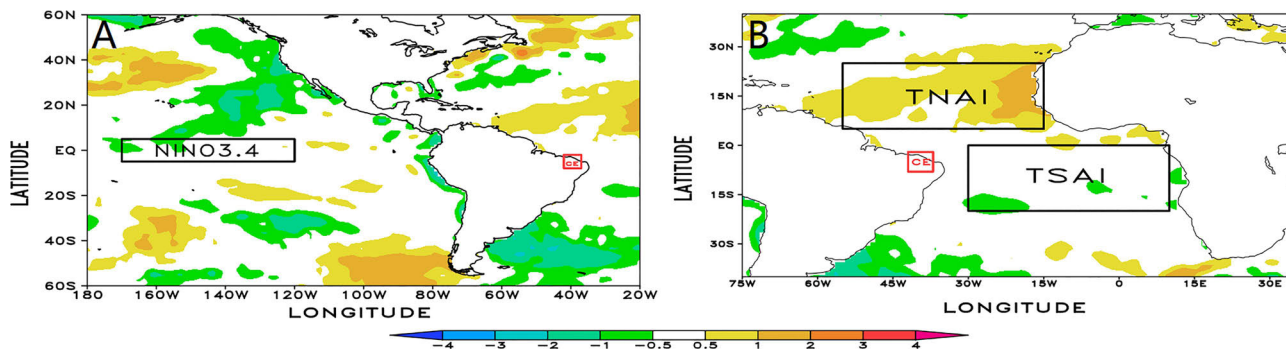 A
60N
40N
20N
EQ
20S
40S
60S
LATITUDE
NINO3.4
CE
180 160W 140W 120W 100W 80W 60W 40W 20W
LONGITUDE
B
30N
15N
EQ
15S
30S
LATITUDE
TNAI
CE
TSAI
75W 60W 45W 30W 15W 0 15E 30E
LONGITUDE
-4 -3 -2 -1 -0.5 0.5 1 2 3 4